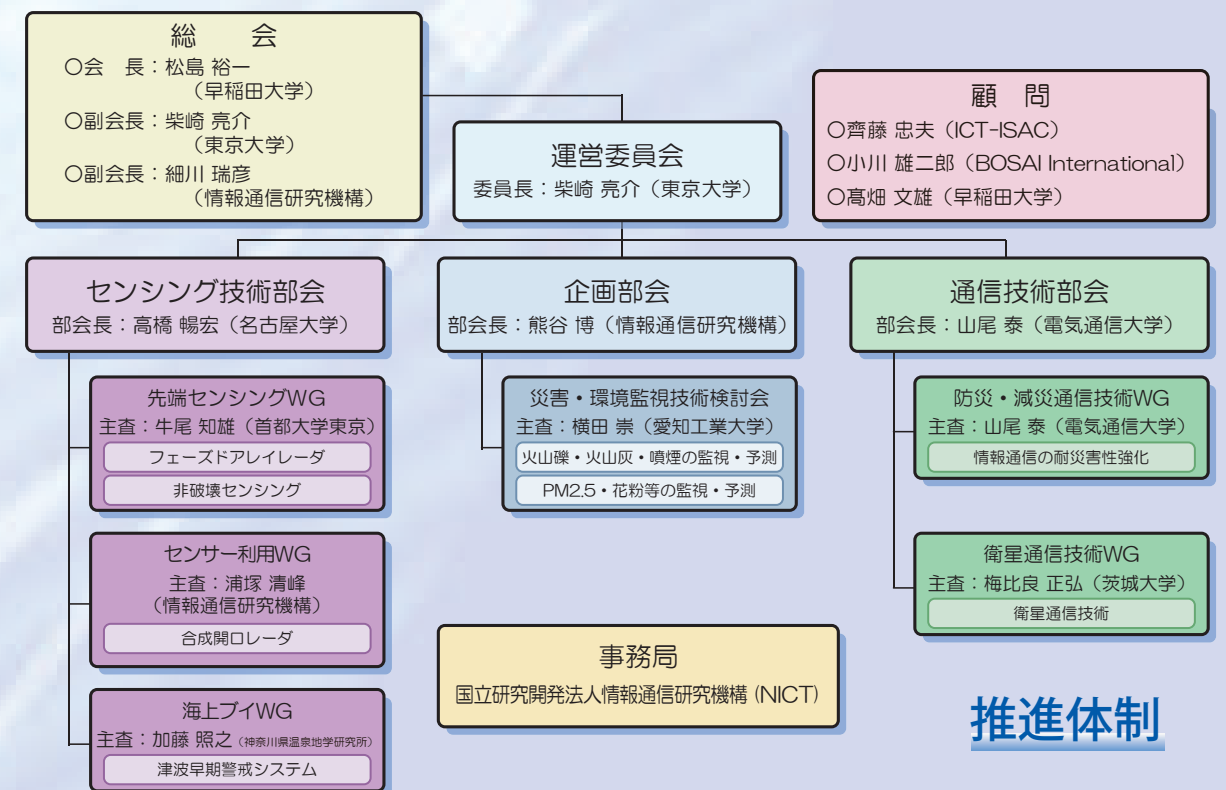 総　会
〇会　長：松島 裕一
（早稲田大学）
〇副会長：柴崎 亮介
（東京大学）
〇副会長：細川 瑞彦
（情報通信研究機構）
運営委員会
委員長：柴崎 亮介（東京大学）
顧　問
〇齊藤 忠夫（ICT-ISAC）
〇小川 雄二郎（BOSAI International）
〇髙畑 文雄（早稲田大学）
センシング技術部会
部会長：高橋 暢宏（名古屋大学）
先端センシングWG
主査：牛尾 知雄（首都大学東京）
フェーズドアレイレーダ
非破壊センシング
センサー利用WG
主査：浦塚 清峰
（情報通信研究機構）
合成開口レーダ
海上ブイWG
主査：加藤 照之（神奈川県温泉地学研究所）
津波早期警戒システム
企画部会
部会長：熊谷 博（情報通信研究機構）
災害・環境監視技術検討会
主査：横田 崇（愛知工業大学）
火山礫・火山灰・噴煙の監視・予測
PM2.5・花粉等の監視・予測
通信技術部会
部会長：山尾 泰（電気通信大学）
防災・減災通信技術WG
主査：山尾 泰（電気通信大学）
情報通信の耐災害性強化
衛星通信技術WG
主査：梅比良 正弘（茨城大学）
衛星通信技術
事務局
国立研究開発法人情報通信研究機構 (NICT)
推進体制